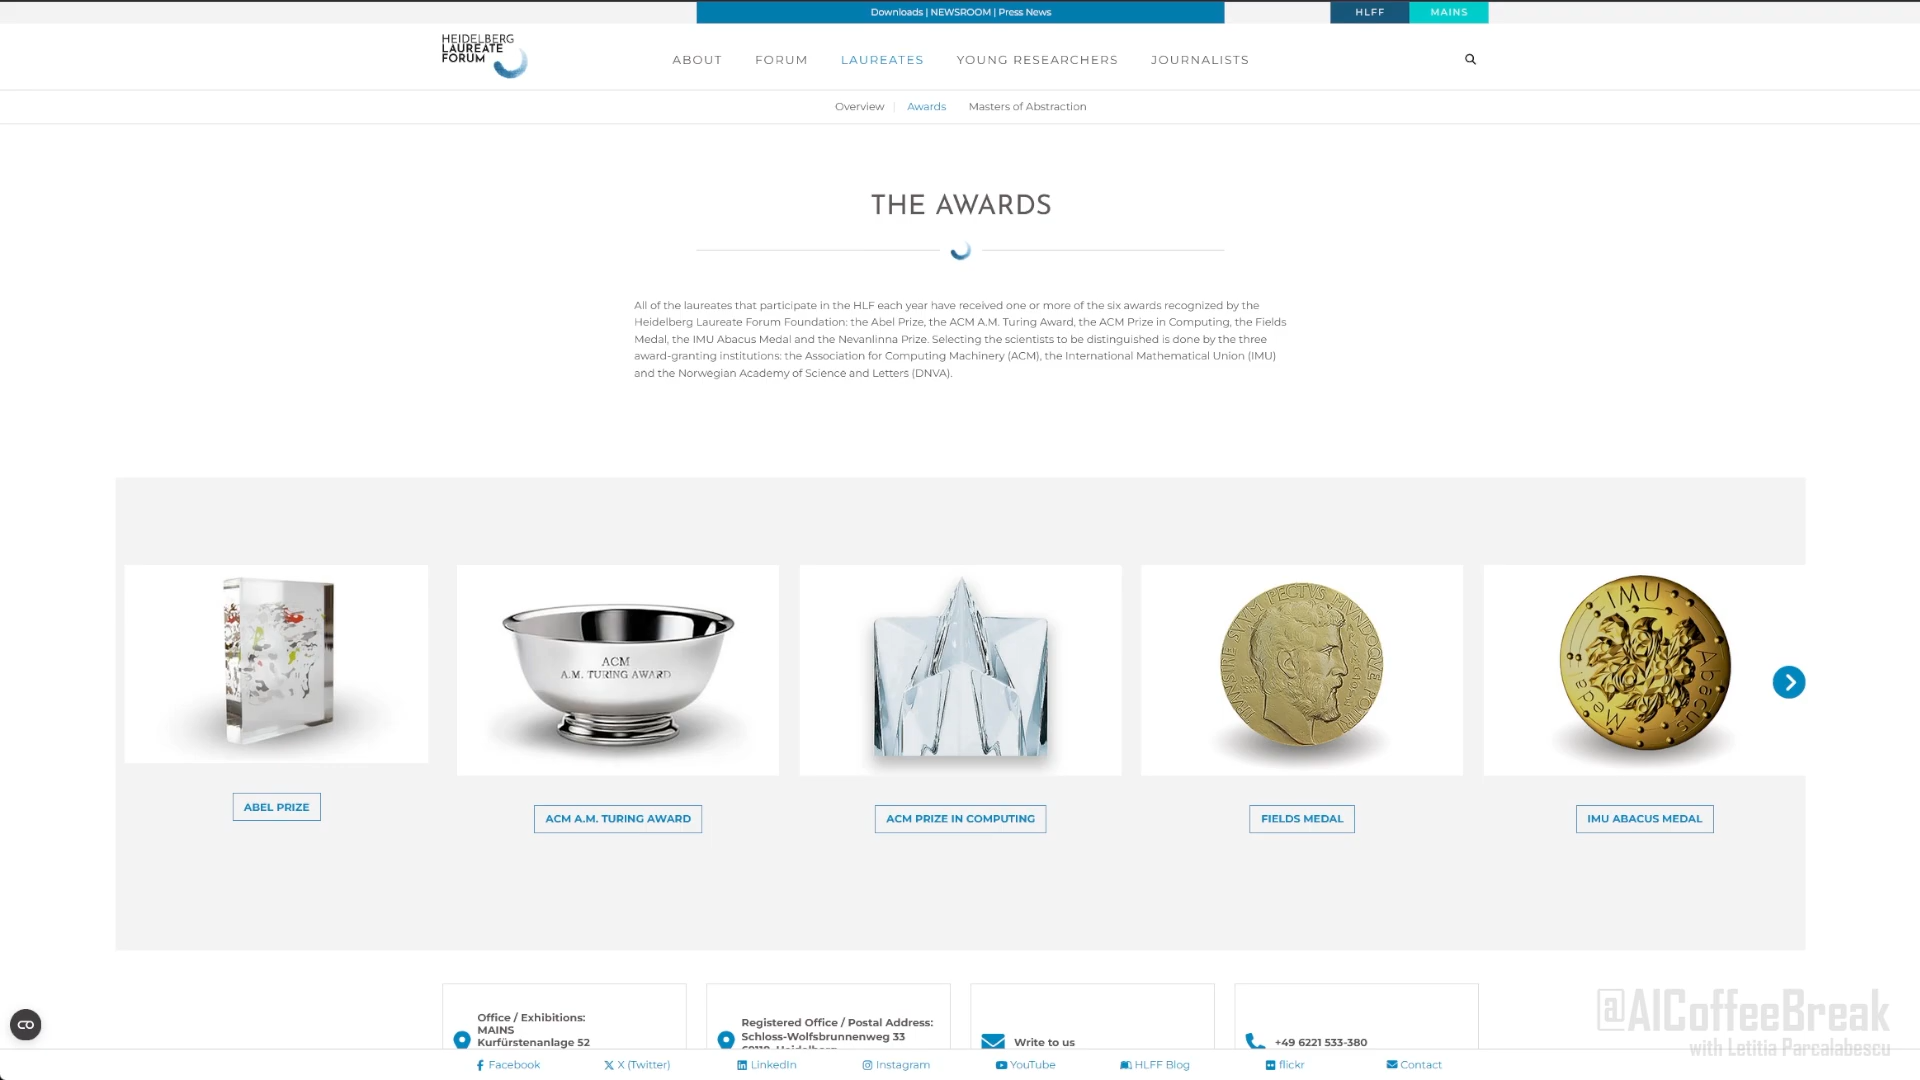 Downloads | NEWSROOM | Press News
HLFF
MAINS
HEIDELBERG
LAUREATE
FORUM
ABOUT
FORUM
LAUREATES
YOUNG RESEARCHERS
JOURNALISTS
Overview
Awards
Masters of Abstraction
THE AWARDS
All of the laureates that participate in the HLF each year have received one or more of the six awards recognized by the
Heidelberg Laureate Forum Foundation: the Abel Prize, the ACM A.M. Turing Award, the ACM Prize in Computing, the Fields
Medal, the IMU Abacus Medal and the Nevanlinna Prize. Selecting the scientists to be distinguished is done by the three
award-granting institutions: the Association for Computing Machinery (ACM), the International Mathematical Union (IMU)
and the Norwegian Academy of Science and Letters (DNVA).
ACM
A.M. TURING AWARD
TRANSIRE SUUM PECTUS MUNDOQUE POTIRI
IMU
Abacus
Medal
ABEL PRIZE
ACM A.M. TURING AWARD
ACM PRIZE IN COMPUTING
FIELDS MEDAL
IMU ABACUS MEDAL
Office / Exhibitions:
MAINS
Kurfürstenanlage 52
Registered Office / Postal Address:
Schloss-Wolfsbrunnenweg 33
Write to us
+49 6221 533-380
@AICoffeeBreak
with Letitia Parcalabescu
Facebook
X (Twitter)
LinkedIn
Instagram
YouTube
HLFF Blog
flickr
Contact